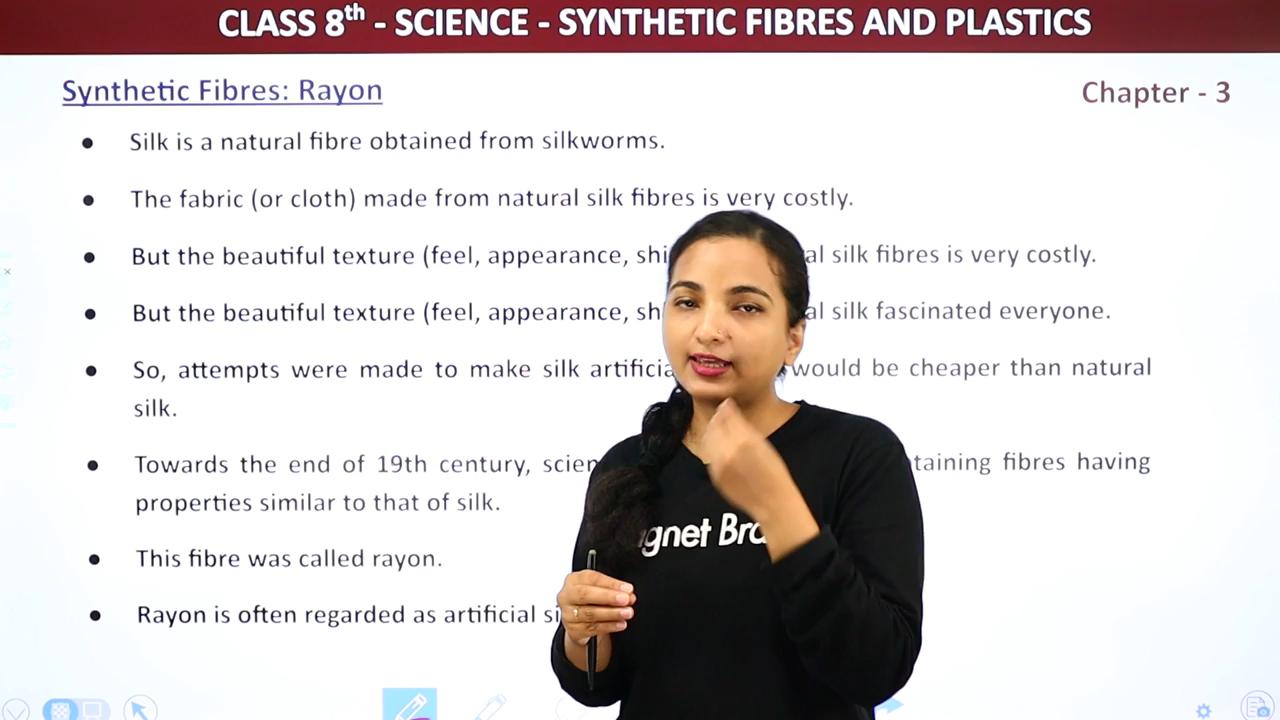 CLASS 8th - SCIENCE - SYNTHETIC FIBRES AND PLASTICS
Synthetic Fibres: Rayon
Chapter - 3
● Silk is a natural fibre obtained from silkworms.
● The fabric (or cloth) made from natural silk fibres is very costly.
● But the beautiful texture (feel, appearance, shi al silk fibres is very costly.
● But the beautiful texture (feel, appearance, sh al silk fascinated everyone.
● So, attempts were made to make silk artificia would be cheaper than natural
silk.
● Towards the end of 19th century, scien taining fibres having
properties similar to that of silk.
● This fibre was called rayon.
● Rayon is often regarded as artificial si
gnet Bra